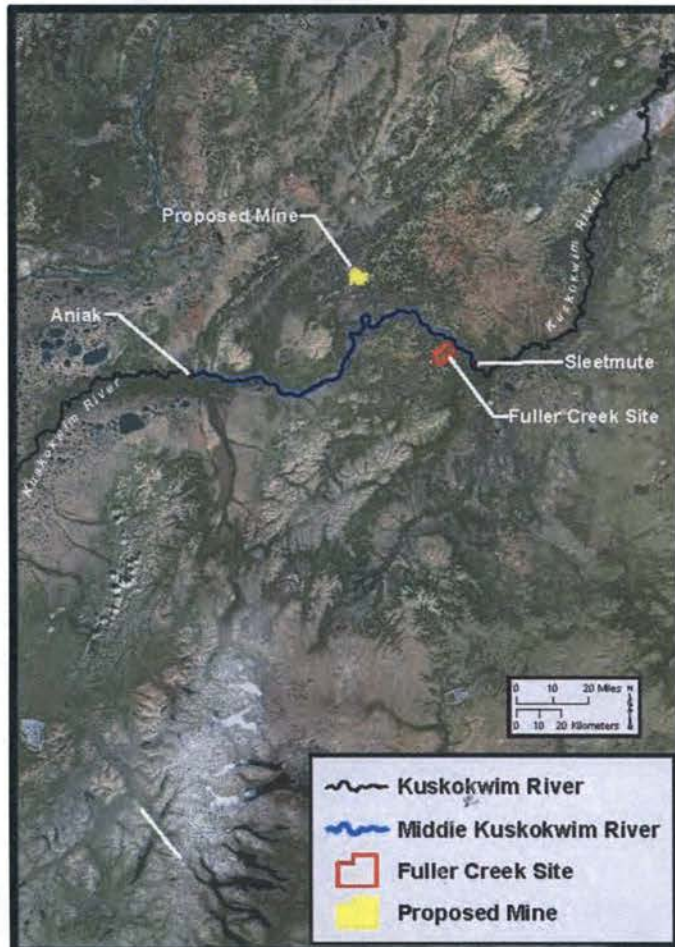 Proposed Mine
Kuskokwim River
Aniak
Sleetmute
Kuskokwim River
Fuller Creek Site
0 10 20 Miles
0 10 20 Kilometers
N
Kuskokwim River
Middle Kuskokwim River
Fuller Creek Site
Proposed Mine